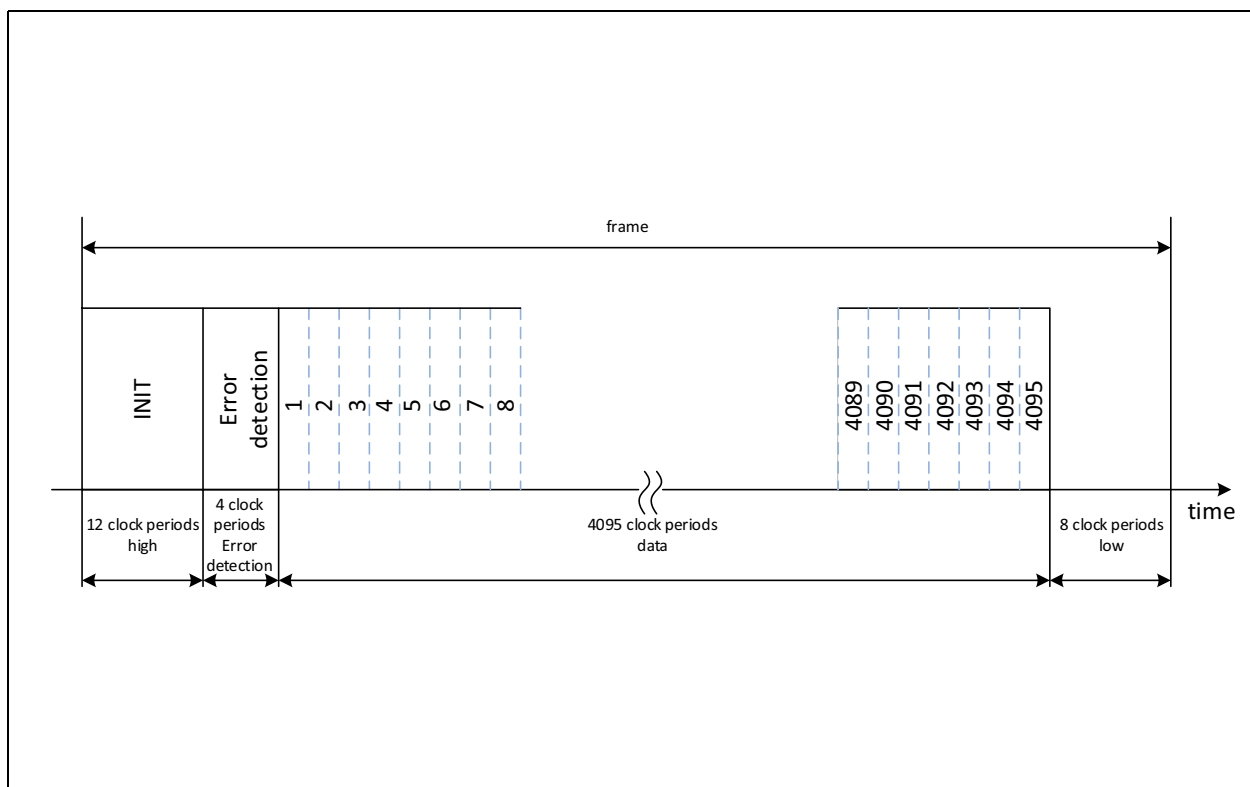 frame
INIT
Error
detection
1
2
3
4
5
6
7
8
4089
4090
4091
4092
4093
4094
4095
time
12 clock periods
high
4 clock
periods
Error
detection
4095 clock periods
data
8 clock periods
low